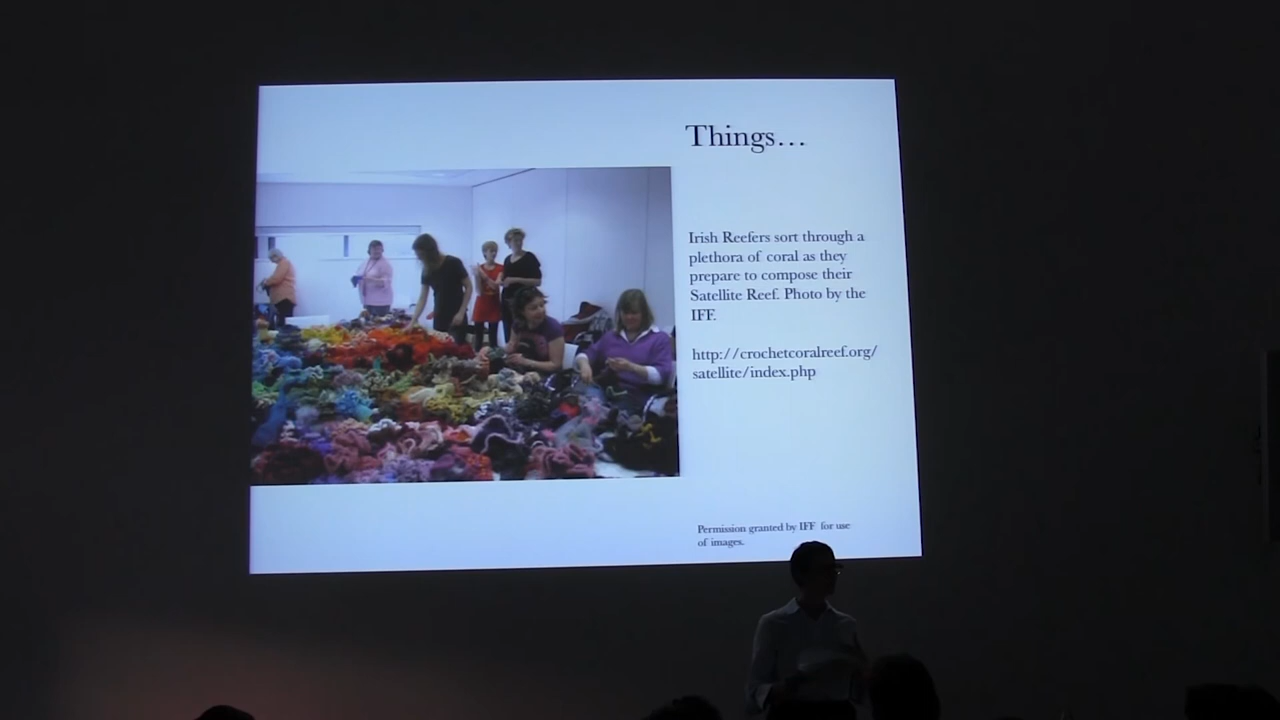 Things...
Irish Reefers sort through a
plethora of coral as they
prepare to compose their
Satellite Reef. Photo by the
IFF.
http://crochetcoralreef.org/
satellite/index.php
Permission granted by IFF for use
of images.